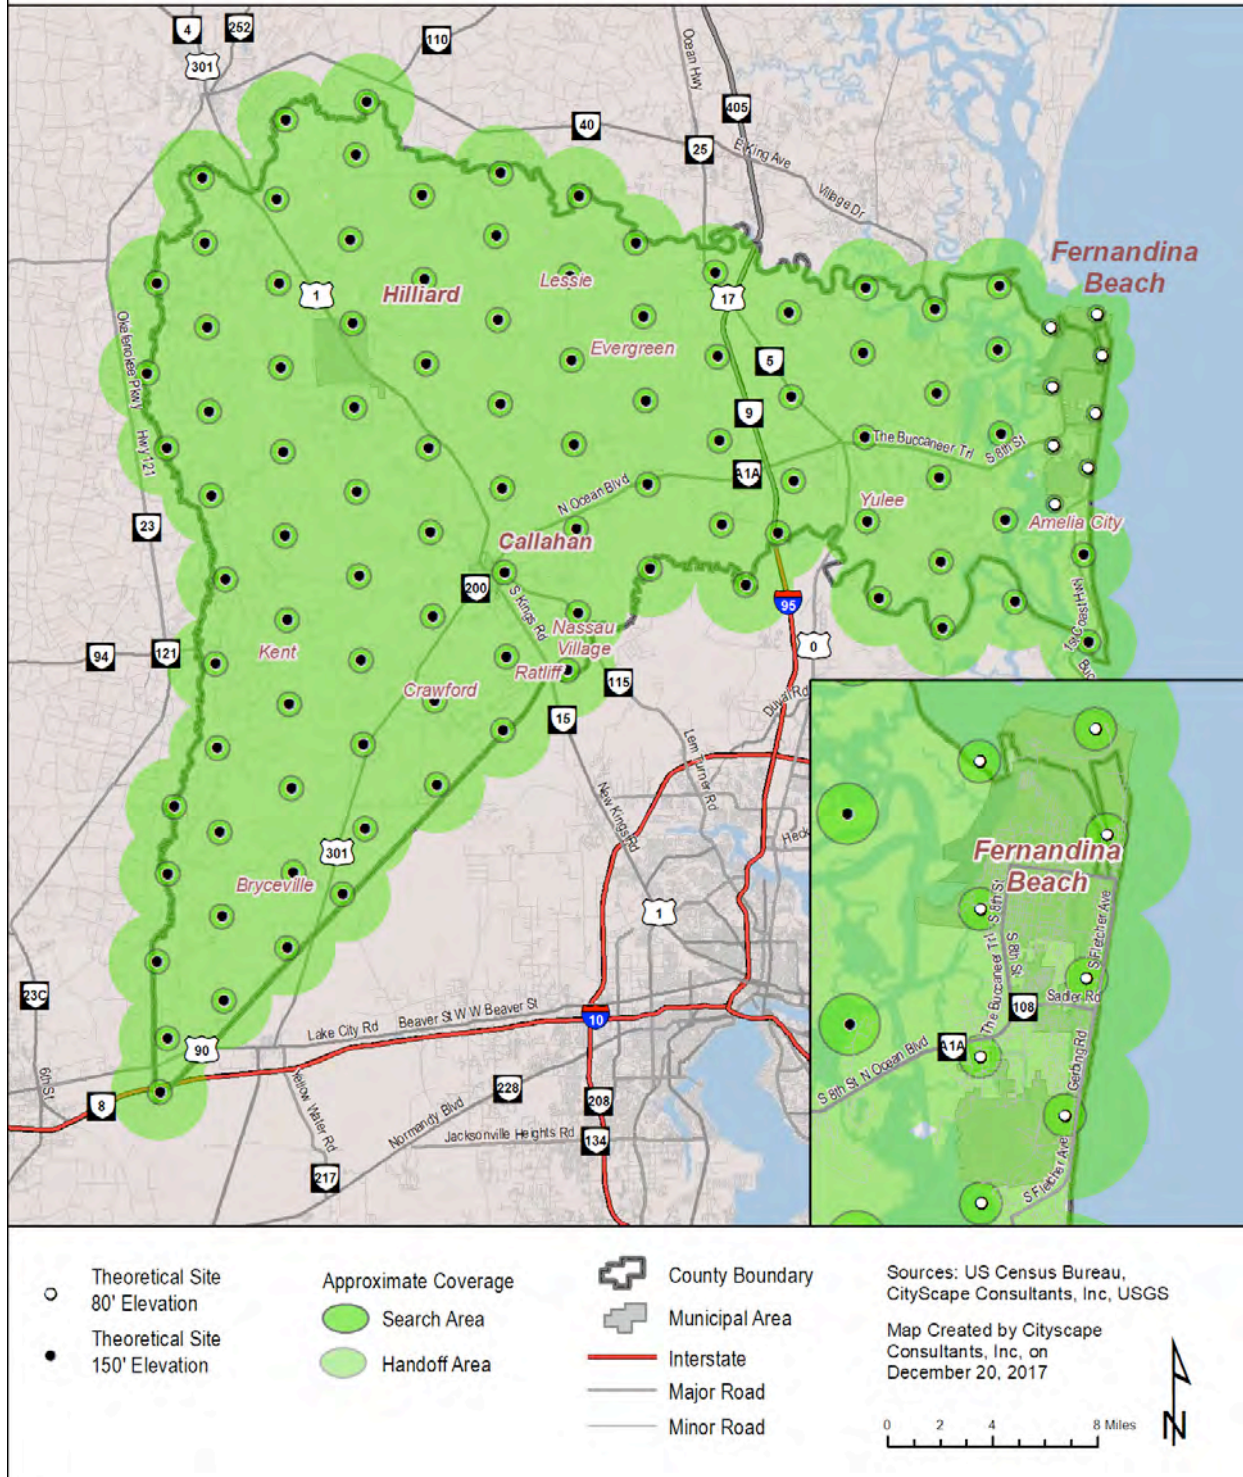 4
252
110
301
Ocean Hwy
405
40
25
E King Ave
Village Dr
Fernandina
Beach
1
Hilliard
Lessie
17
Okefenokee Pkwy
Evergreen
5
9
Hwy 121
The Buccaneer Trl
S 8th St
A1A
N Ocean Blvd
Yulee
23
Amelia City
Callahan
200
S Kings Rd
95
1st Coast Hwy
Nassau
Village
0
94
121
Kent
Ratliff
115
Crawford
Duval Rd
15
Lem Turner Rd
New Kings Rd
301
Bryceville
1
23C
Lake City Rd
Beaver St W W Beaver St
10
90
6th St
8
Yellow Water Rd
228
208
Normandy Blvd
Jacksonville Heights Rd
134
217
Fernandina
Beach
S 8th St
The Buccaneer Trl
S 8th St
S Fletcher Ave
108
Sadler Rd
The Buccaneer Trl
A1A
S 8th St N Ocean Blvd
Gerbing Rd
S Fletcher Ave
Theoretical Site
80' Elevation
Theoretical Site
150' Elevation
Approximate Coverage
Search Area
Handoff Area
County Boundary
Municipal Area
Interstate
Major Road
Minor Road
Sources: US Census Bureau,
CityScape Consultants, Inc, USGS
Map Created by Cityscape
Consultants, Inc, on
December 20, 2017
0 2 4 8 Miles
N